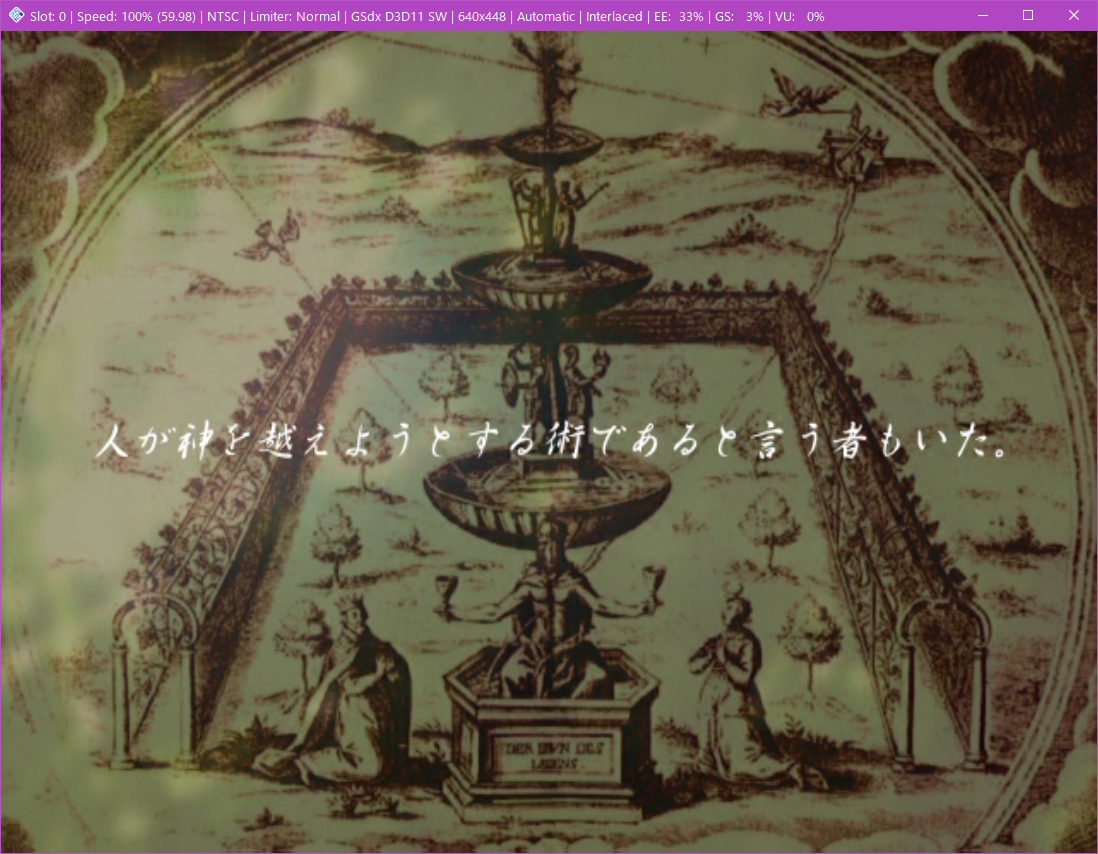 Slot: 0 | Speed: 100% (59.98) | NTSC | Limiter: Normal | GSdx D3D11 SW | 640x448 | Automatic | Interlaced | EE: 33% | GS: 3% | VU: 0%
人が神を越えようとする術であると言う者もいた。
DER BVN DES
LEBENS.